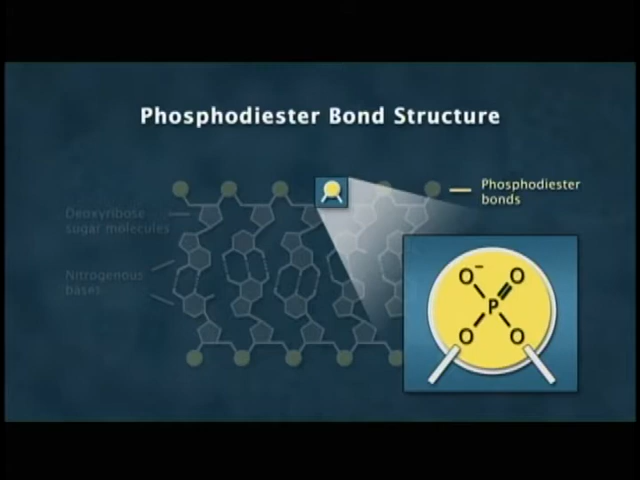 Phosphodiester Bond Structure
Phosphodiester
bonds
Deoxyribose
sugar molecules
Nitrogenous
bases
O⁻ O
P
O O